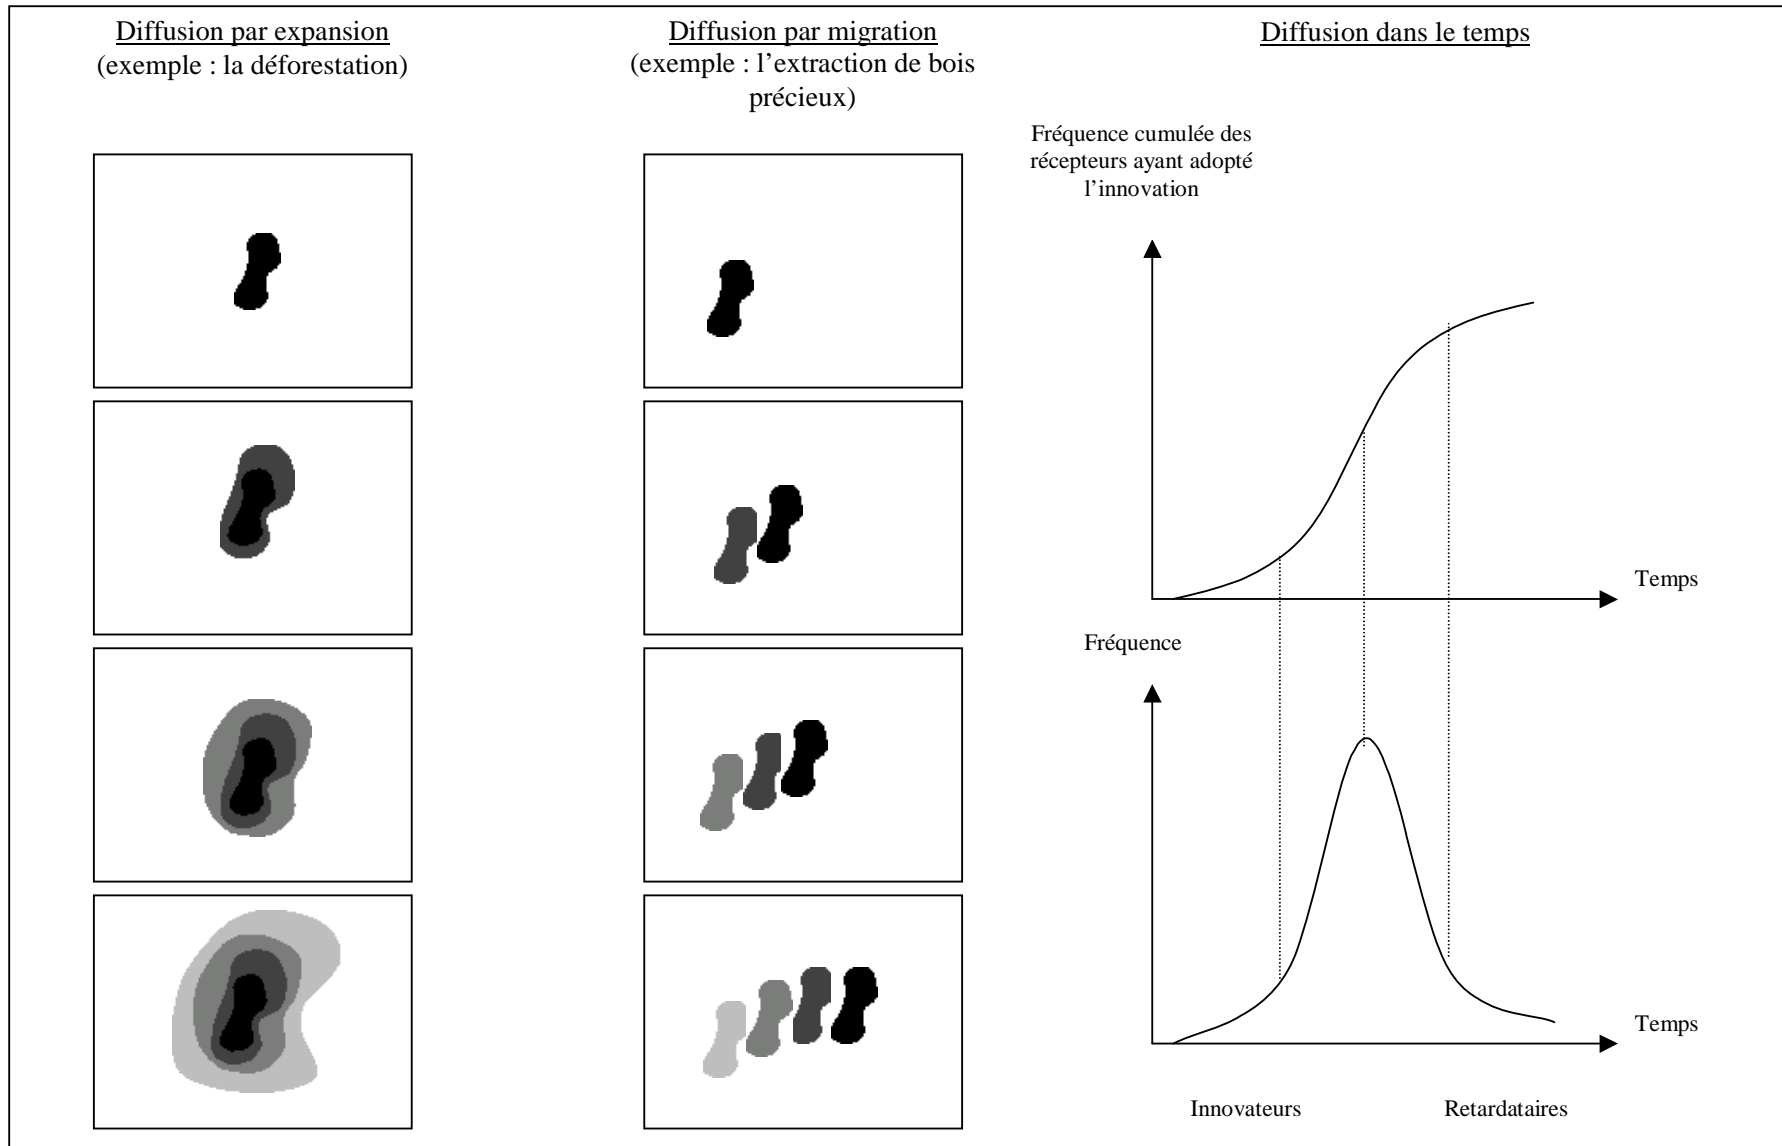 Diffusion par expansion
(exemple : la déforestation)
Diffusion par migration
(exemple : l’extraction de bois
précieux)
Diffusion dans le temps
Fréquence cumulée des
récepteurs ayant adopté
l’innovation
Temps
Fréquence
Temps
Innovateurs
Retardataires